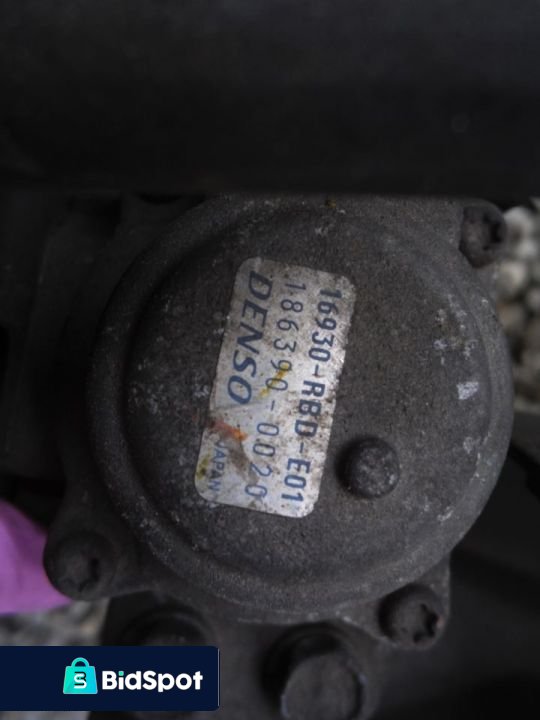 16930-RBD-E01
186390-0020
DENSO JAPAN
BidSpot